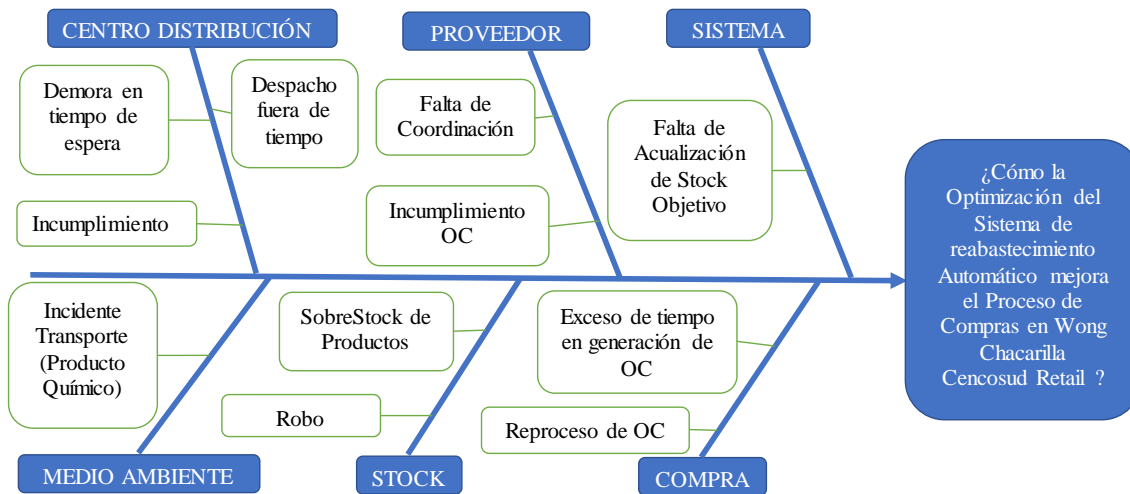 CENTRO DISTRIBUCIÓN
PROVEEDOR
SISTEMA
Demora en
tiempo de
espera
Despacho
fuera de
tiempo
Incumplimiento
Falta de
Coordinación
Incumplimiento
OC
Falta de
Acualización
de Stock
Objetivo
¿Cómo la
Optimización del
Sistema de
reabastecimiento
Automático mejora
el Proceso de
Compras en Wong
Chacarilla
Cencosud Retail ?
Incidente
Transporte
(Producto
Químico)
SobreStock de
Productos
Robo
Exceso de tiempo
en generación de
OC
Reproceso de OC
MEDIO AMBIENTE
STOCK
COMPRA